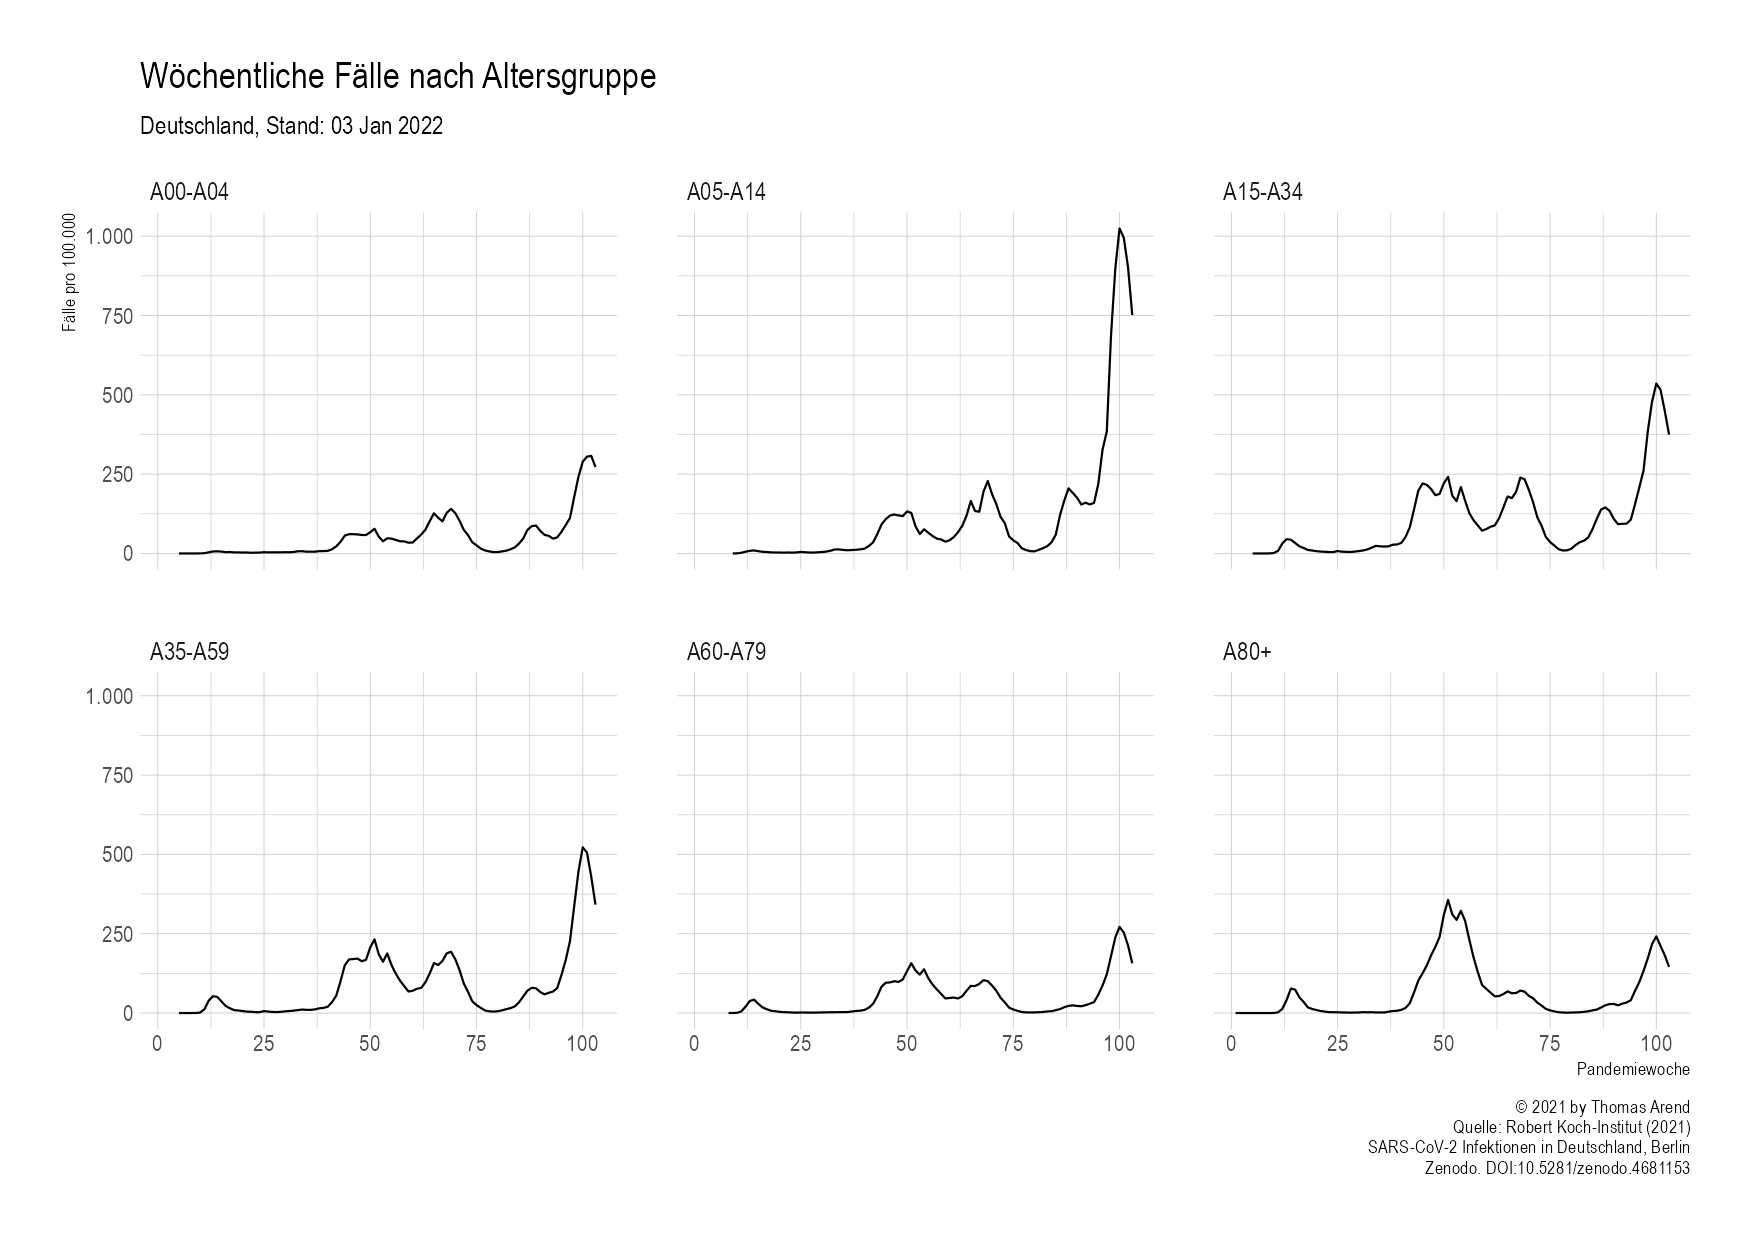 Wöchentliche Fälle nach Altersgruppe
Deutschland, Stand: 03 Jan 2022
A00-A04
A05-A14
A15-A34
Fälle pro 100.000
1.000
750
500
250
0
A35-A59
A60-A79
A80+
1.000
750
500
250
0
0 25 50 75 100
0 25 50 75 100
0 25 50 75 100
Pandemiewoche
© 2021 by Thomas Arend
Quelle: Robert Koch-Institut (2021)
SARS-CoV-2 Infektionen in Deutschland, Berlin
Zenodo. DOI:10.5281/zenodo.4681153